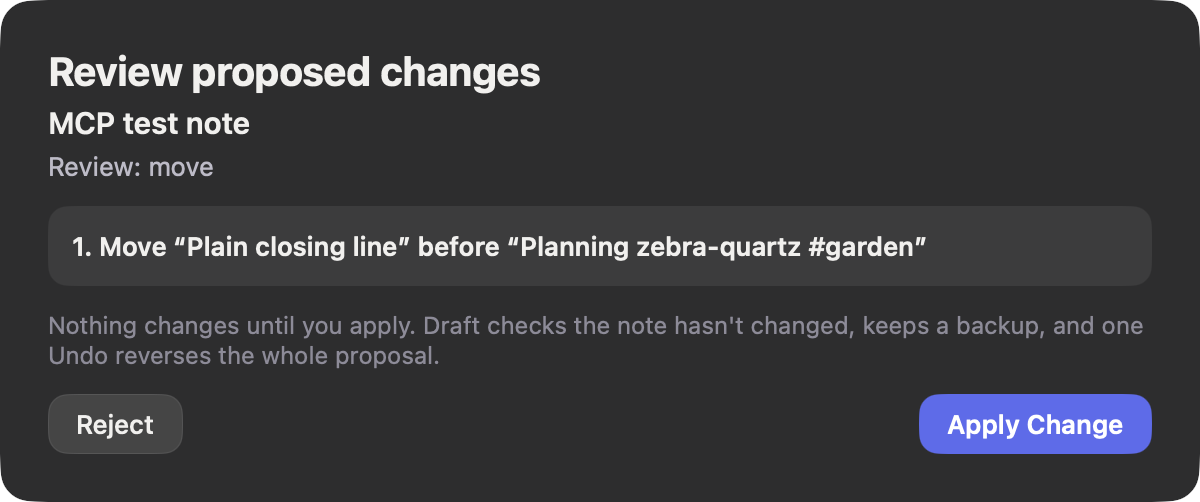 Review proposed changes
MCP test note
Review: move
1. Move “Plain closing line” before “Planning zebra-quartz #garden”
Nothing changes until you apply. Draft checks the note hasn't changed, keeps a backup, and one
Undo reverses the whole proposal.
Reject
Apply Change